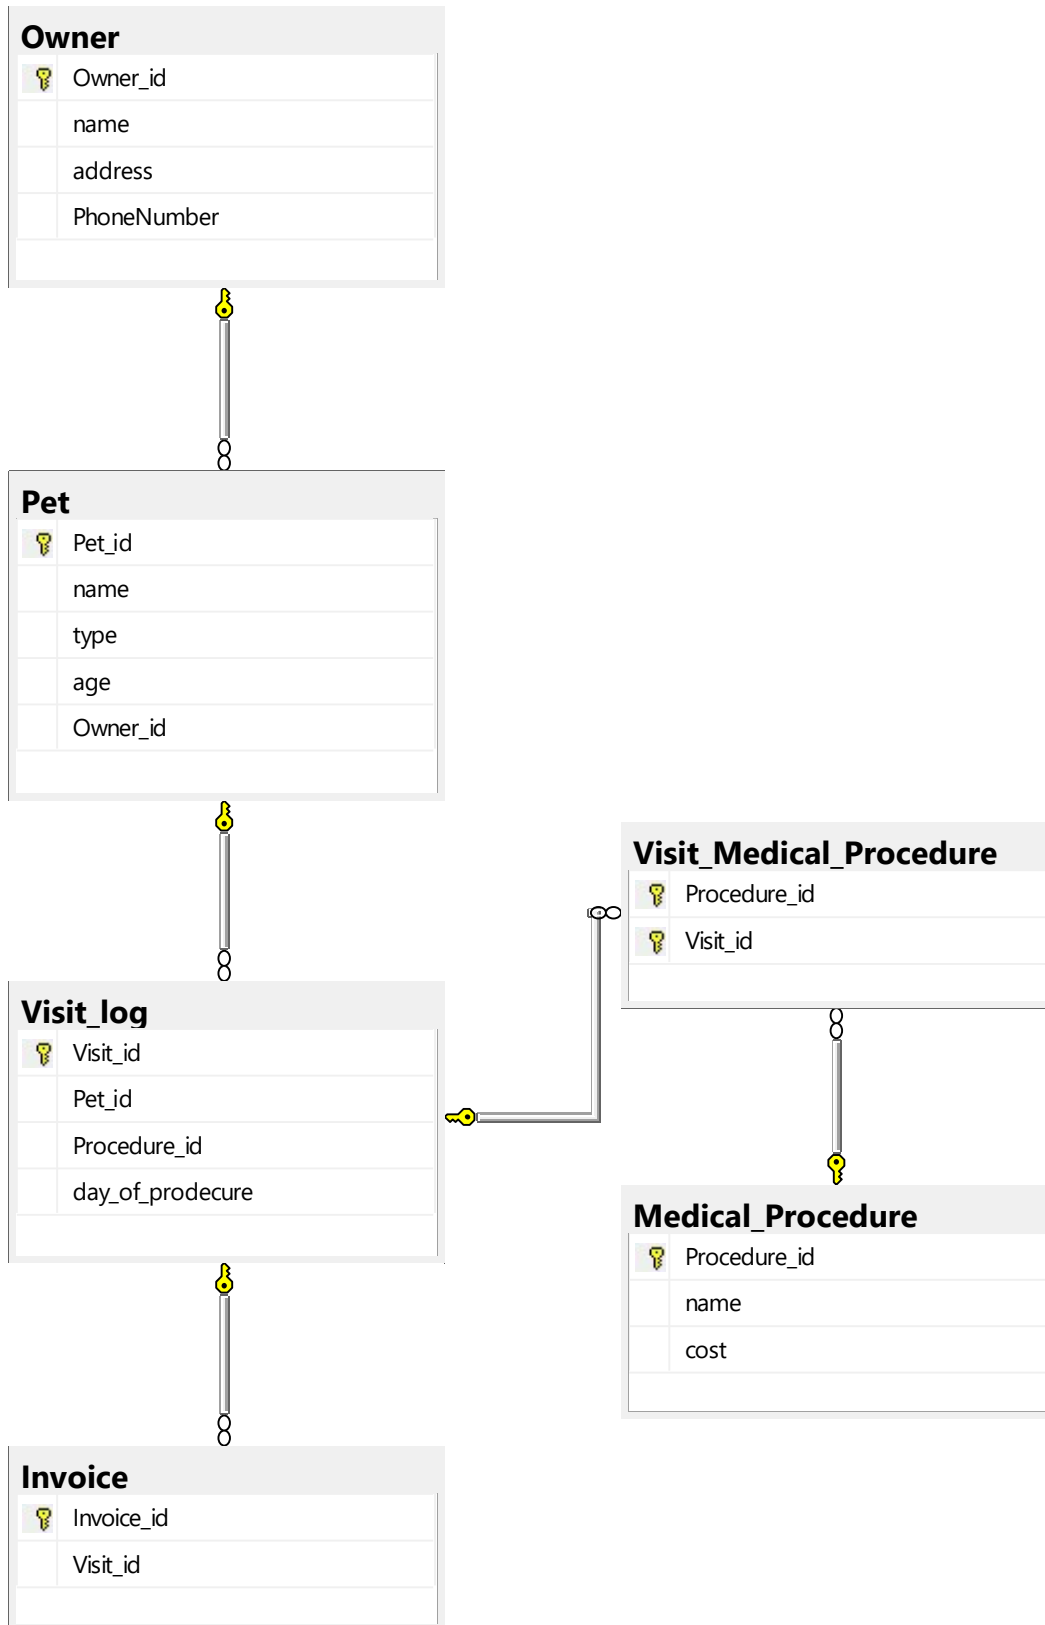 Owner
Owner_id
name
address
PhoneNumber
Pet
Pet_id
name
type
age
Owner_id
Visit_log
Visit_id
Pet_id
Procedure_id
day_of_prodecure
Invoice
Invoice_id
Visit_id
Visit_Medical_Procedure
Procedure_id
Visit_id
Medical_Procedure
Procedure_id
name
cost